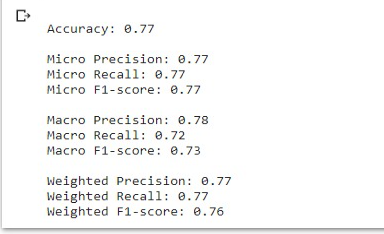 Accuracy: 0.77
Micro Precision: 0.77
Micro Recall: 0.77
Micro F1-score: 0.77
Macro Precision: 0.78
Macro Recall: 0.72
Macro F1-score: 0.73
Weighted Precision: 0.77
Weighted Recall: 0.77
Weighted F1-score: 0.76